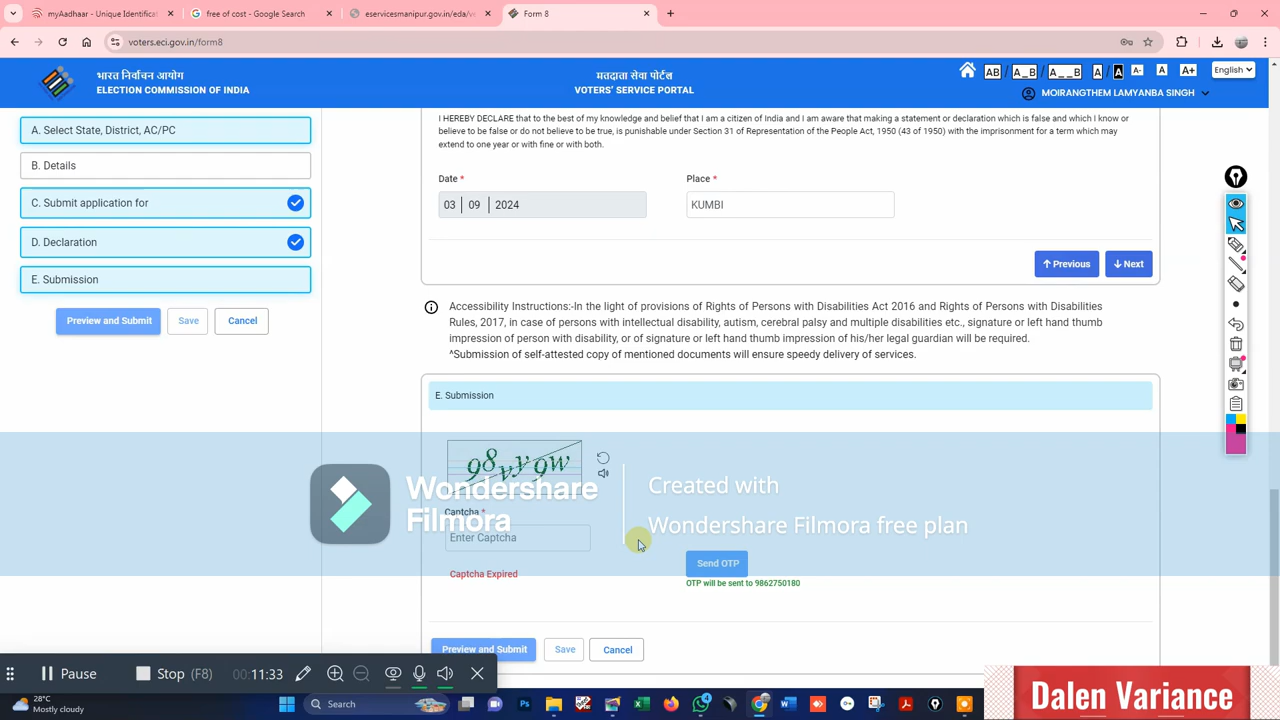 myAadhaar - Unique Identificat
free of cost - Google Search
eservicesmanipur.gov.in/eda/v
Form 8
voters.eci.gov.in/form8
भारत निर्वाचन आयोग
ELECTION COMMISSION OF INDIA
मतदाता सेवा पोर्टल
VOTERS' SERVICE PORTAL
AB / A_B / A__B A / A A- A A+ English
MOIRANGTHEM LAMYANBA SINGH
A. Select State, District, AC/PC
B. Details
C. Submit application for
D. Declaration
E. Submission
Preview and Submit Save Cancel
I HEREBY DECLARE that to the best of my knowledge and belief that I am a citizen of India and I am aware that making a statement or declaration which is false and which I know or
believe to be false or do not believe to be true, is punishable under Section 31 of Representation of the People Act, 1950 (43 of 1950) with the imprisonment for a term which may
extend to one year or with fine or with both.
Date * Place *
03 | 09 | 2024 KUMBI
Previous Next
Accessibility Instructions:-In the light of provisions of Rights of Persons with Disabilities Act 2016 and Rights of Persons with Disabilities
Rules, 2017, in case of persons with intellectual disability, autism, cerebral palsy and multiple disabilities etc., signature or left hand thumb
impression of person with disability, or of signature or left hand thumb impression of his/her legal guardian will be required.
^Submission of self-attested copy of mentioned documents will ensure speedy delivery of services.
E. Submission
98vy9w
Wondershare
Filmora
Created with
Wondershare Filmora free plan
Captcha *
Enter Captcha
Captcha Expired
Send OTP
OTP will be sent to 9862750180
Preview and Submit Save Cancel
Pause Stop (F8) 00:11:33
Dalen Variance
28°C
Mostly cloudy
Search